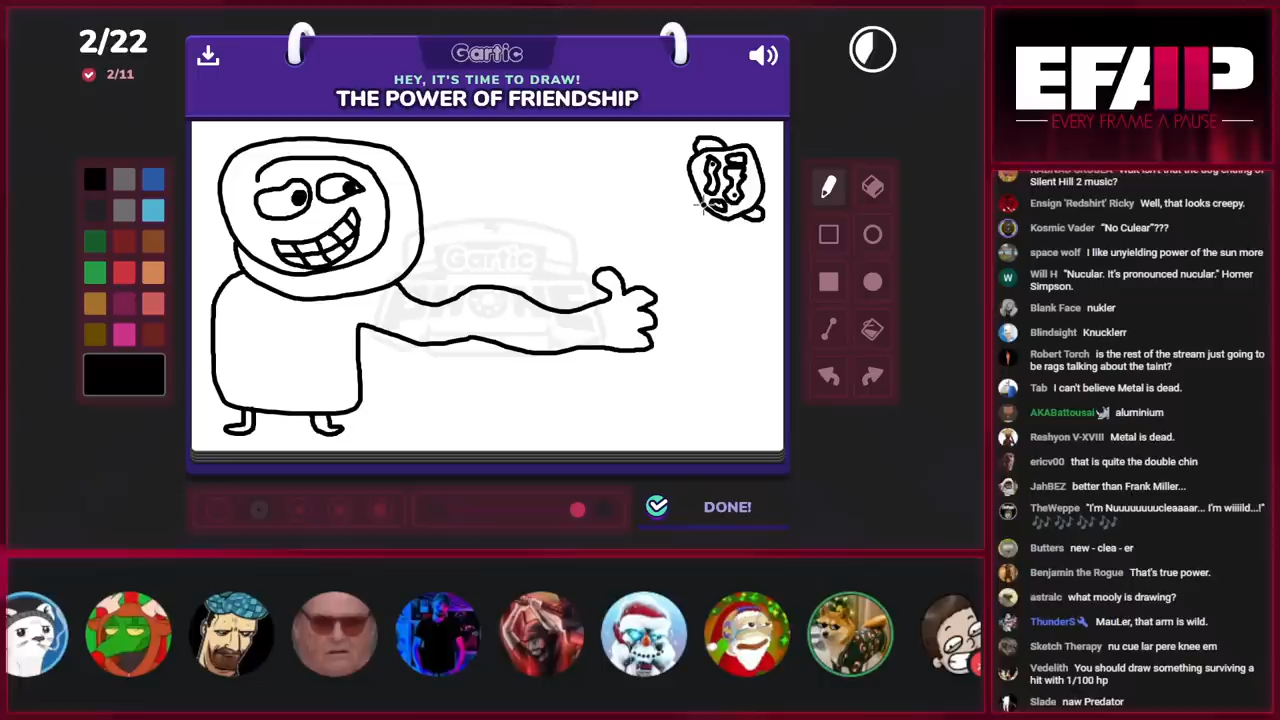 2/22
2/11
Gartic
HEY, IT'S TIME TO DRAW!
THE POWER OF FRIENDSHIP
Gartic
PHONE
DONE!
EFAP
EVERY FRAME A PAUSE
Silent Hill 2 music?
Ensign 'Redshirt' Ricky Well, that looks creepy.
Kosmic Vader "No Culear"???
space wolf I like unyielding power of the sun more
Will H "Nucular. It's pronounced nucular." Homer
Simpson.
Blank Face nukler
Blindsight Knucklerr
Robert Torch is the rest of the stream just going to
be rags talking about the taint?
Tab I can't believe Metal is dead.
AKABattousai aluminium
Reshyon V-XVIII Metal is dead.
ericv00 that is quite the double chin
JahBEZ better than Frank Miller...
TheWeppe "I'm Nuuuuuuuucleaaaar... I'm wiiiild...!"
Butters new - clea - er
Benjamin the Rogue That's true power.
astralc what mooly is drawing?
ThunderS MauLer, that arm is wild.
Sketch Therapy nu cue lar pere knee em
Vedelith You should draw something surviving a
hit with 1/100 hp
Slade naw Predator